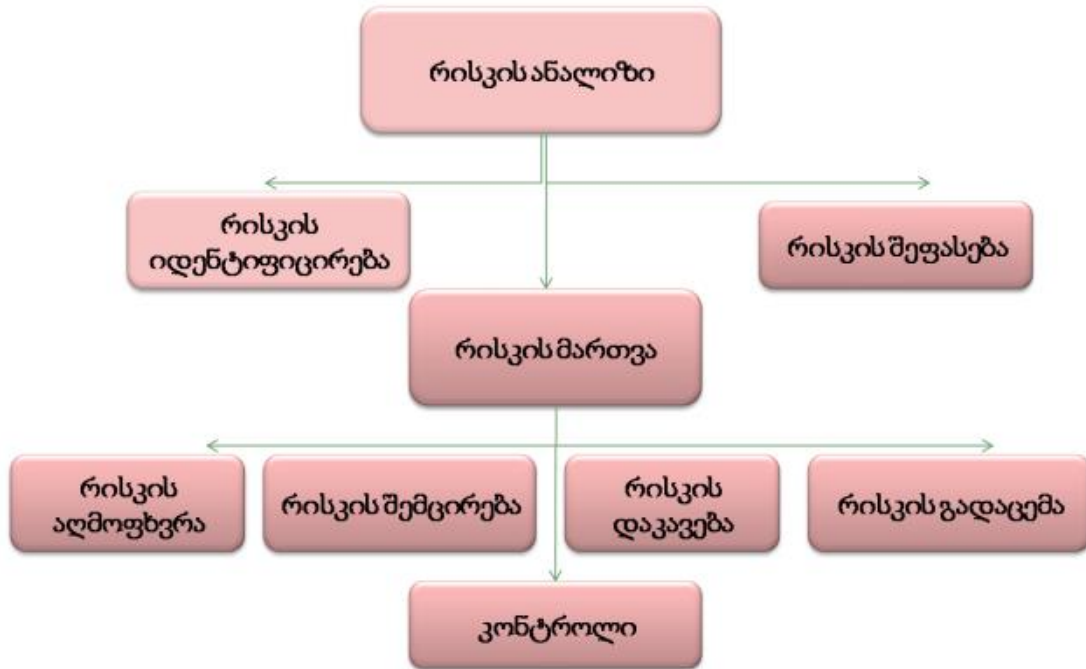 რისკის ანალიზი
რისკის
იდენტიფიცირება
რისკის შეფასება
რისკის მართვა
რისკის
აღმოფხვრა
რისკის შემცირება
რისკის
დაკავება
რისკის გადაცემა
კონტროლი